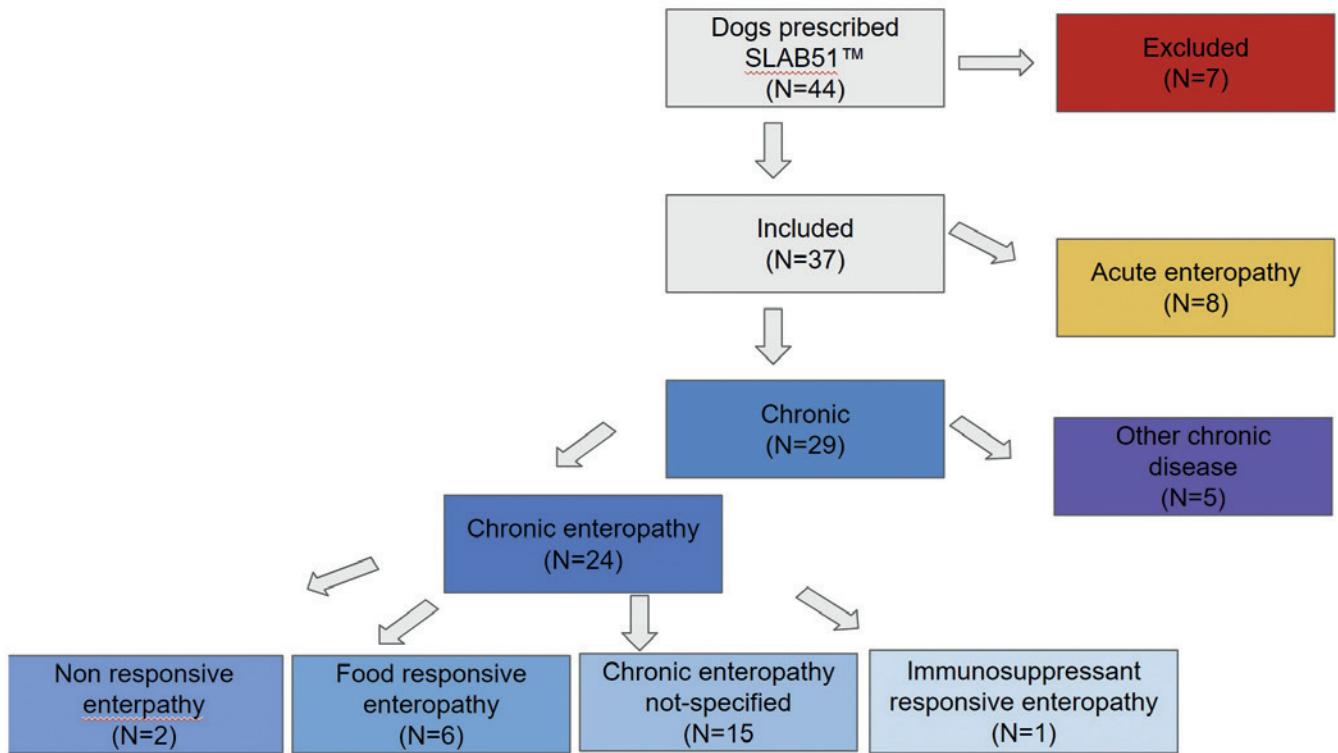 Dogs prescribed
SLAB51™
(N=44)
Excluded
(N=7)
Included
(N=37)
Acute enteropathy
(N=8)
Chronic
(N=29)
Other chronic
disease
(N=5)
Chronic enteropathy
(N=24)
Non responsive
enterpathy
(N=2)
Food responsive
enteropathy
(N=6)
Chronic enteropathy
not-specified
(N=15
Immunosuppressant
responsive enteropathy
(N=1)